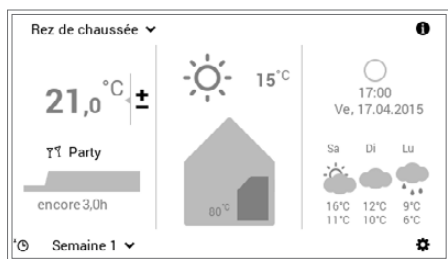 Rez de chaussée
21,0 °C ±
15°C
17:00
Ve, 17.04.2015
Party
encore 3,0h
80°C
Sa Di Lu
16°C 12°C 9°C
11°C 10°C 6°C
Semaine 1